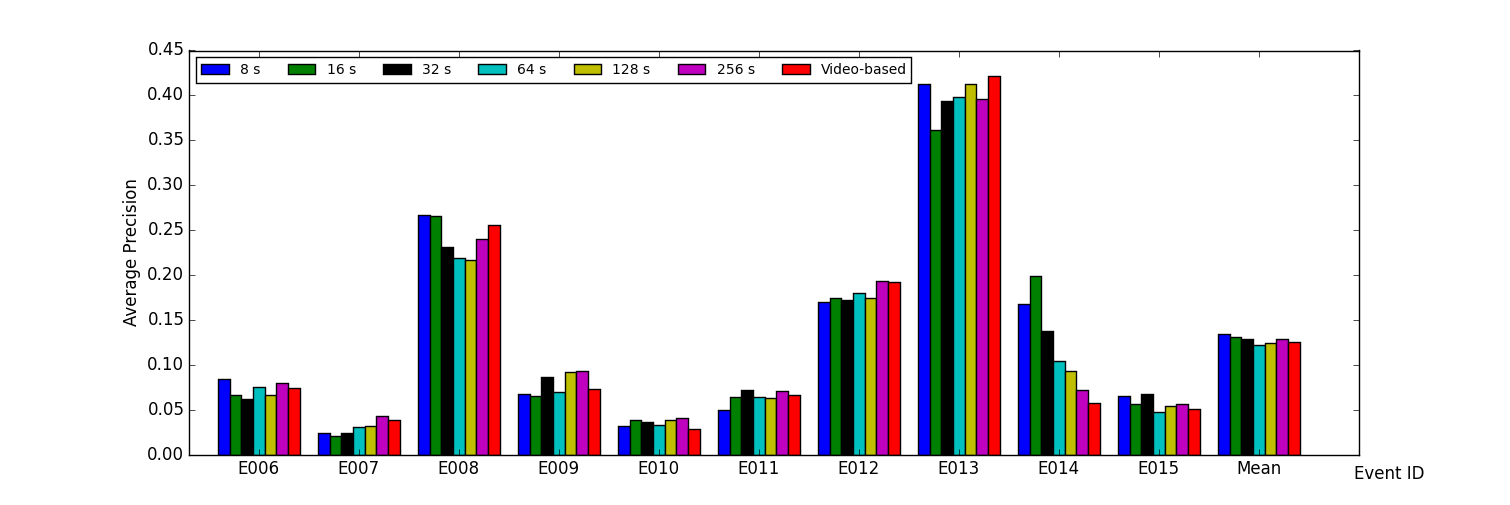 0.45
0.40
0.35
0.30
0.25
0.20
0.15
0.10
0.05
0.00
Average Precision
8 s 16 s 32 s 64 s 128 s 256 s Video-based
E006 E007 E008 E009 E010 E011 E012 E013 E014 E015 Mean
Event ID